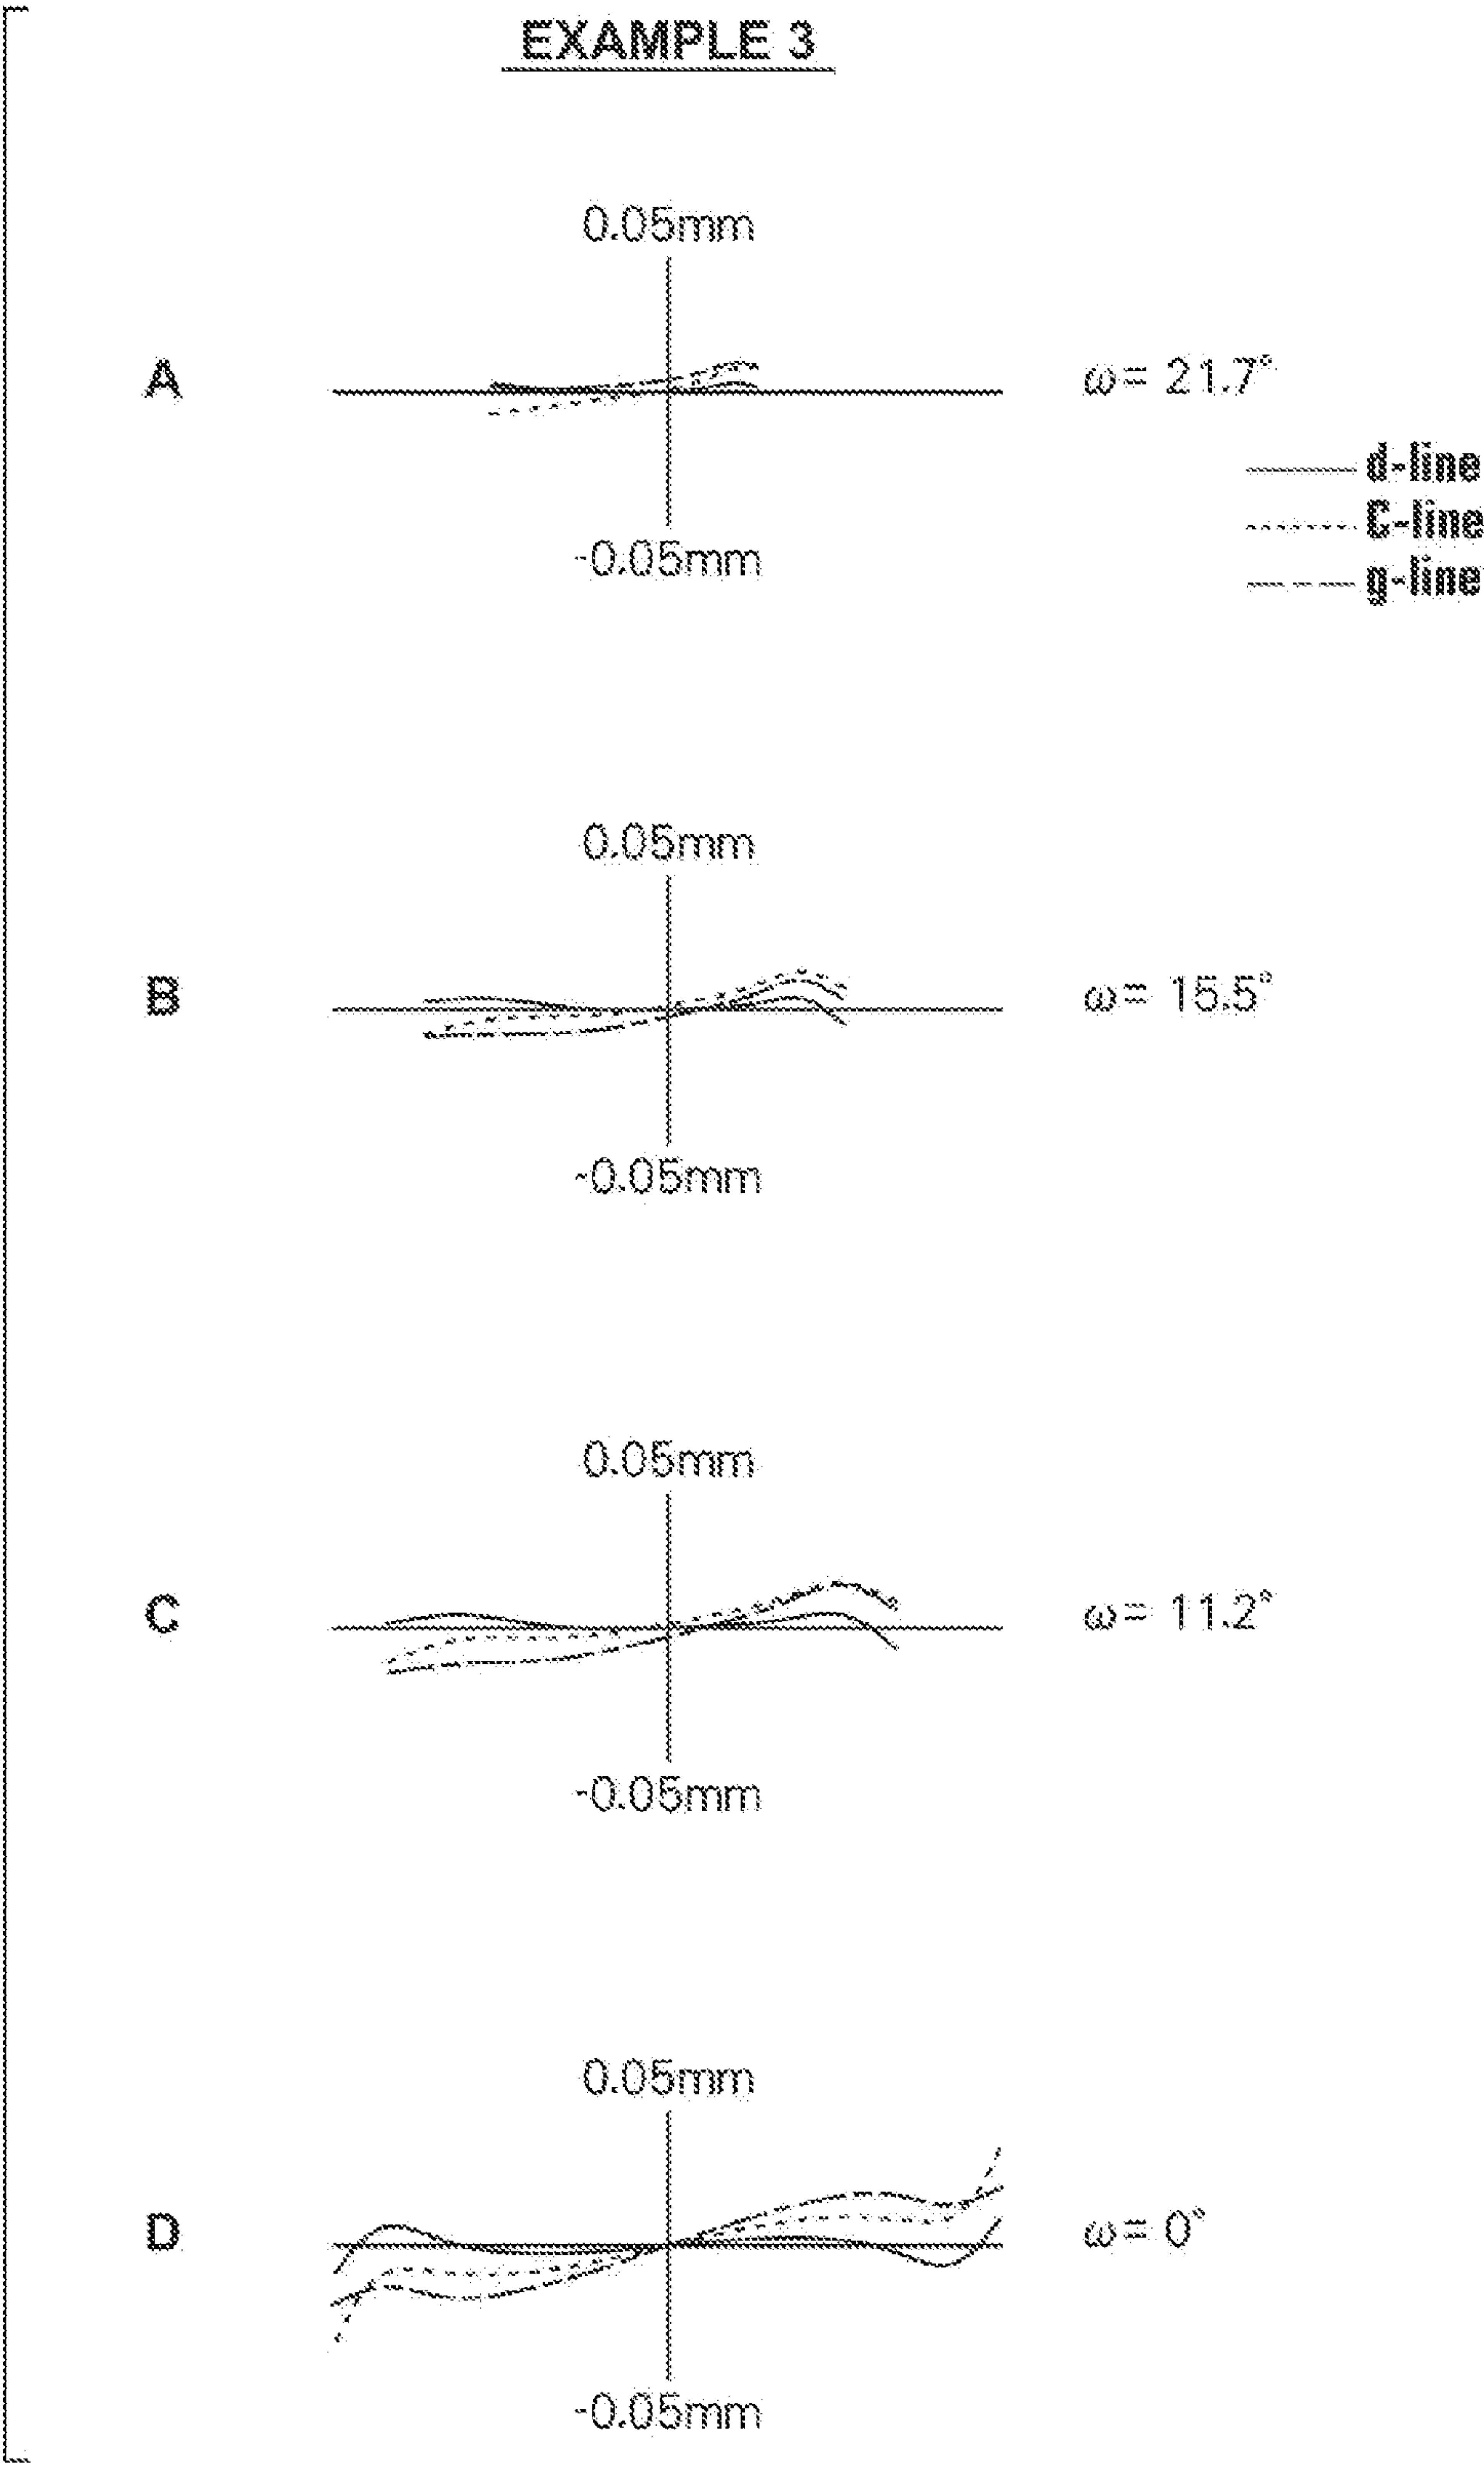 EXAMPLE 3
0.05mm
A
ω= 21.7°
d-line
C-line
g-line
-0.05mm
0.05mm
B
ω= 15.5°
-0.05mm
0.05mm
C
ω= 11.2°
-0.05mm
0.05mm
D
ω= 0°
-0.05mm